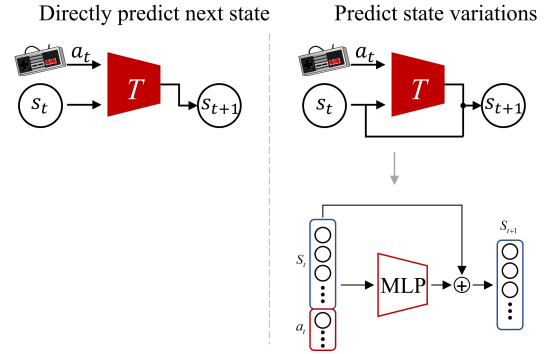 Directly predict next state
a_t
T
s_t
s_{t+1}
Predict state variations
a_t
T
s_t
s_{t+1}
S_t
a_t
MLP
+
S_{t+1}